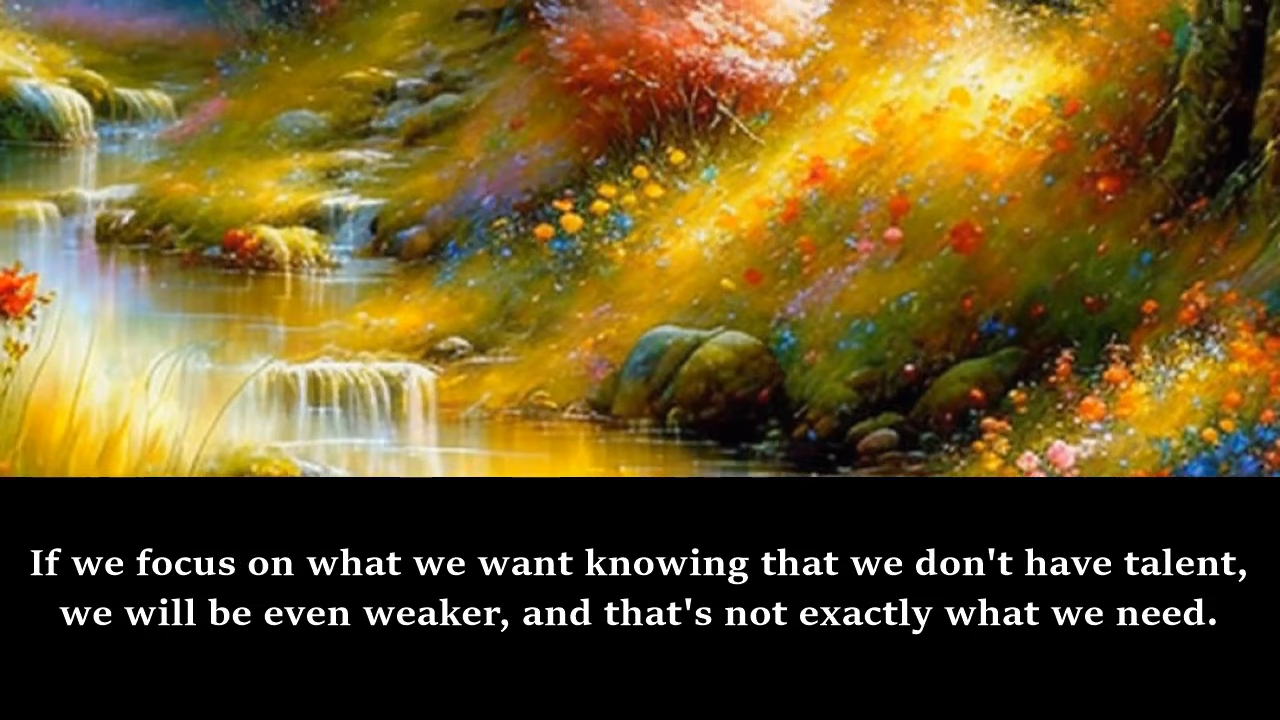 If we focus on what we want knowing that we don't have talent,
we will be even weaker, and that's not exactly what we need.